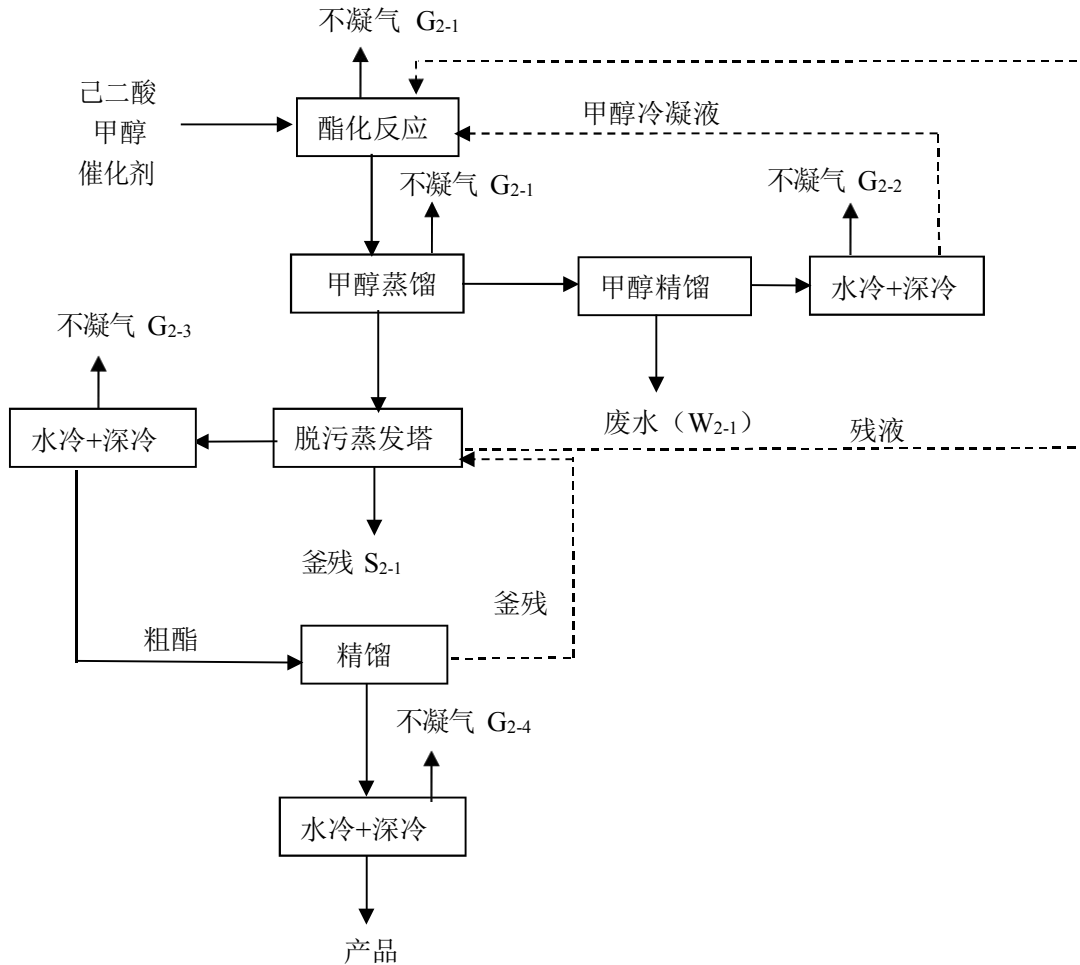 不凝气 G2-1
己二酸
甲醇
催化剂
酯化反应
甲醇冷凝液
不凝气 G2-1
不凝气 G2-2
甲醇蒸馏
甲醇精馏
水冷+深冷
不凝气 G2-3
废水（W2-1）
残液
水冷+深冷
脱污蒸发塔
釜残 S2-1
釜残
粗酯
精馏
不凝气 G2-4
水冷+深冷
产品